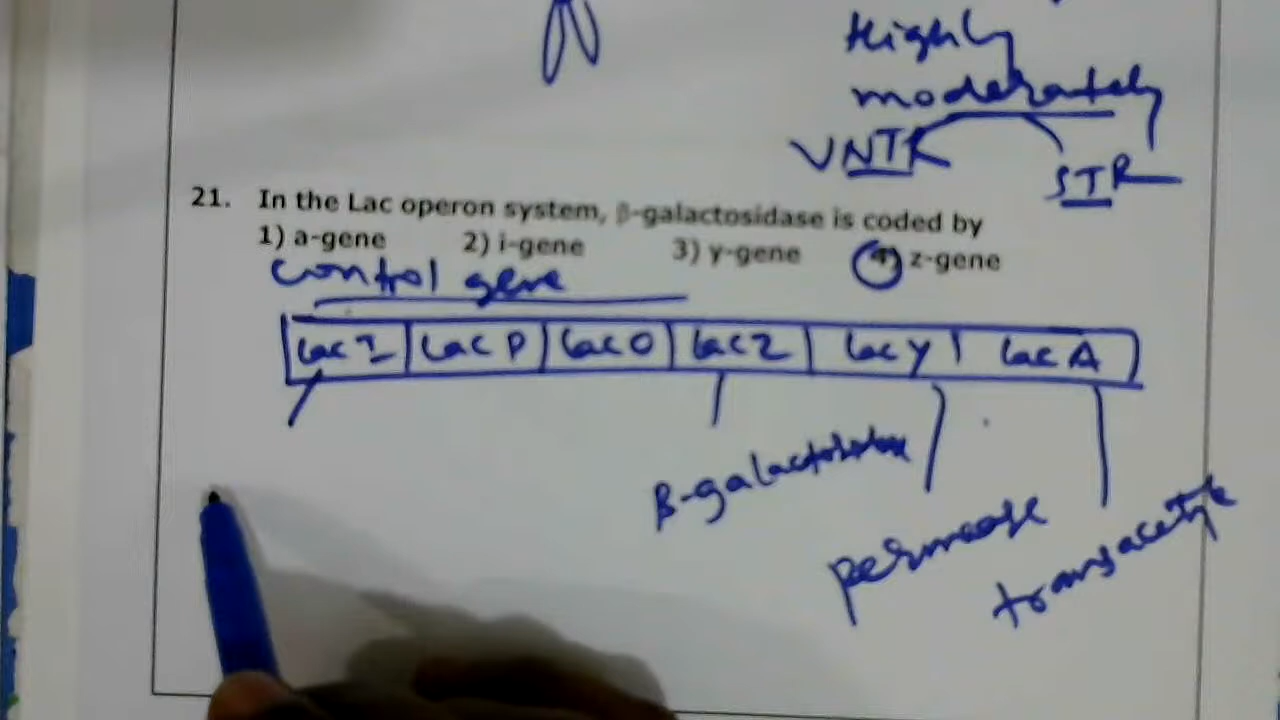 Highly
moderately
VNTR
STR
21. In the Lac operon system, β-galactosidase is coded by
1) a-gene 2) i-gene 3) y-gene 4) z-gene
control gene
Lac I Lac P Lac O Lac Z Lac Y Lac A
β-galactosidase
permease